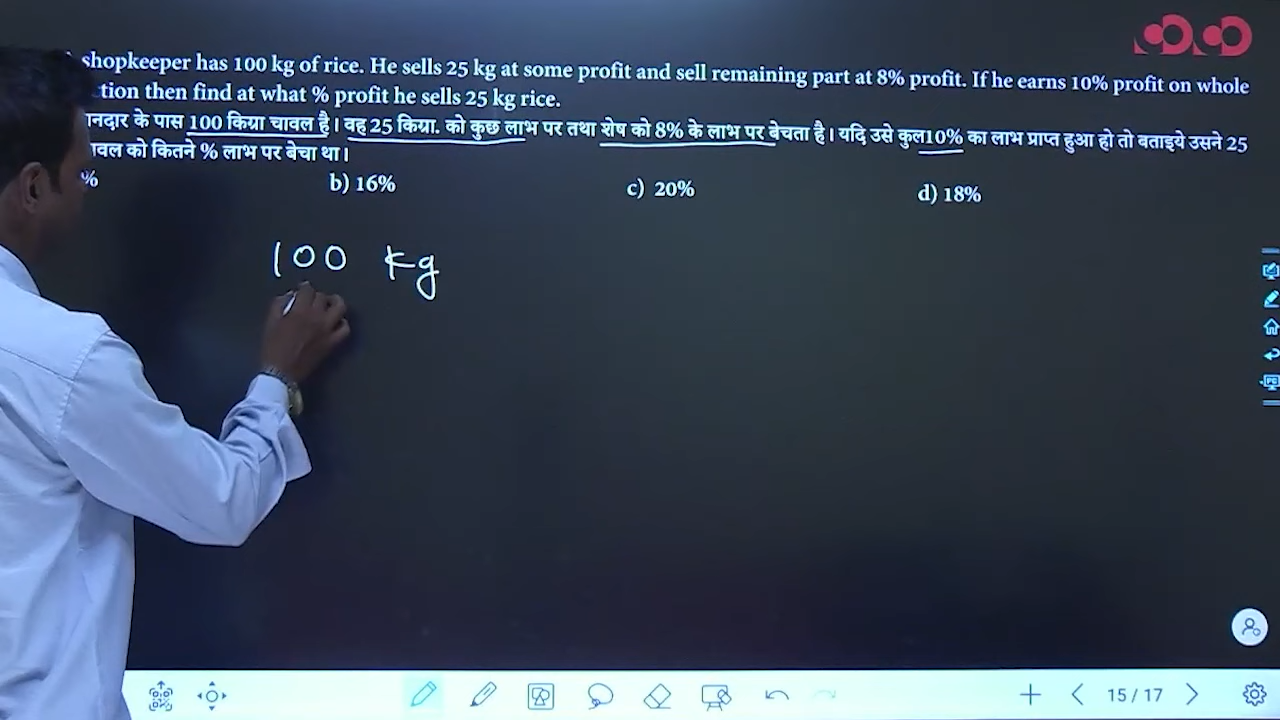 shopkeeper has 100 kg of rice. He sells 25 kg at some profit and sell remaining part at 8% profit. If he earns 10% profit on whole
ction then find at what % profit he sells 25 kg rice.
नदार के पास 100 किग्रा चावल है। वह 25 किग्रा. को कुछ लाभ पर तथा शेष को 8% के लाभ पर बेचता है। यदि उसे कुल10% का लाभ प्राप्त हुआ हो तो बताइये उसने 25
वल को कितने % लाभ पर बेचा था।
% b) 16% c) 20% d) 18%
100 kg
15 / 17